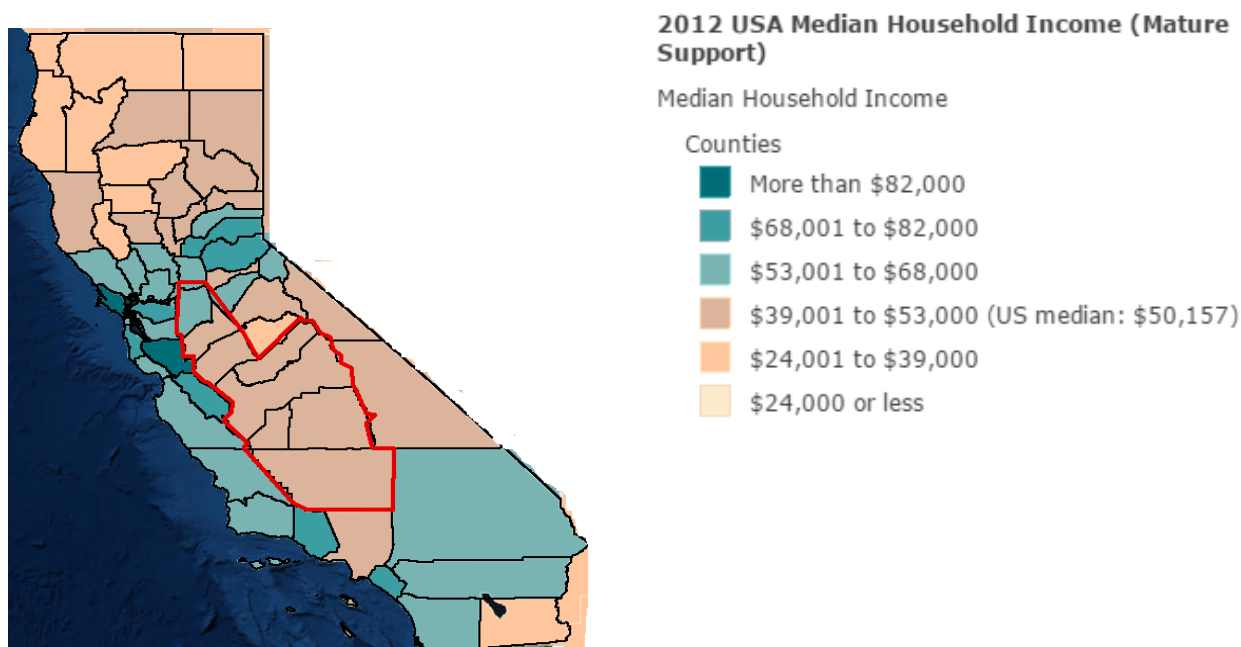 2012 USA Median Household Income (Mature
Support)
Median Household Income
Counties
More than $82,000
$68,001 to $82,000
$53,001 to $68,000
$39,001 to $53,000 (US median: $50,157)
$24,001 to $39,000
$24,000 or less